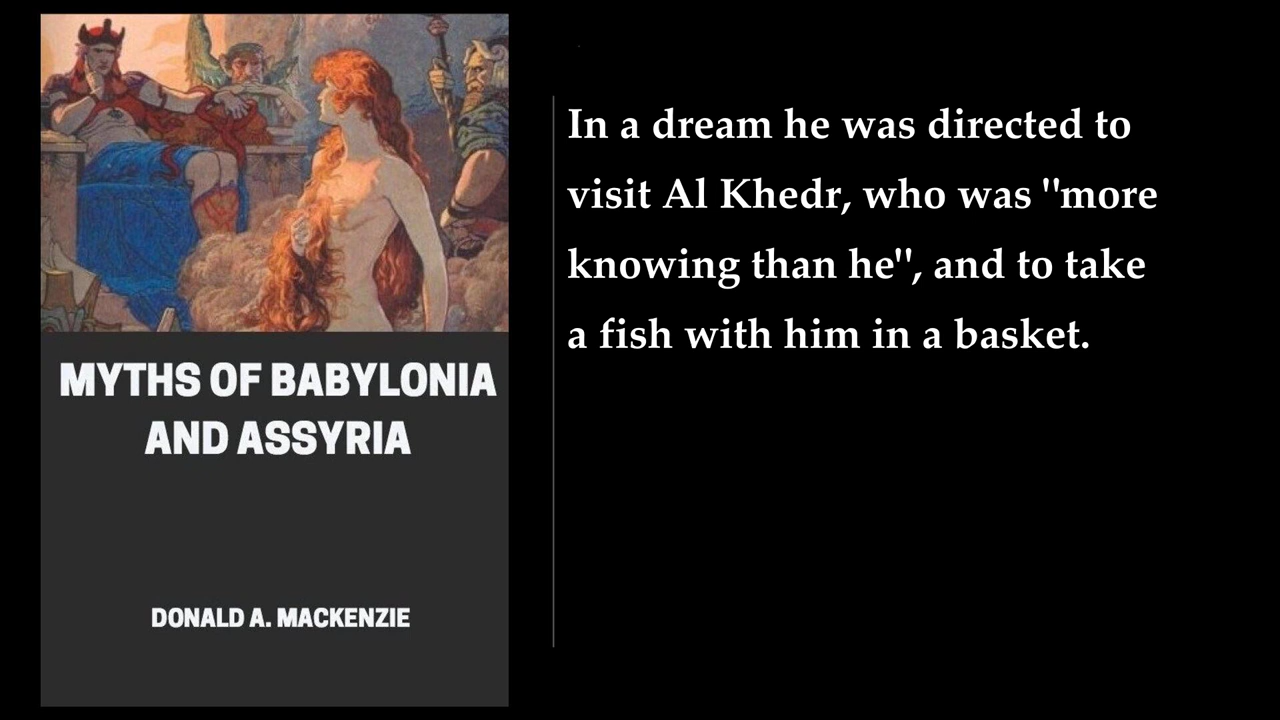 MYTHS OF BABYLONIA
AND ASSYRIA
DONALD A. MACKENZIE
In a dream he was directed to
visit Al Khedr, who was "more
knowing than he", and to take
a fish with him in a basket.